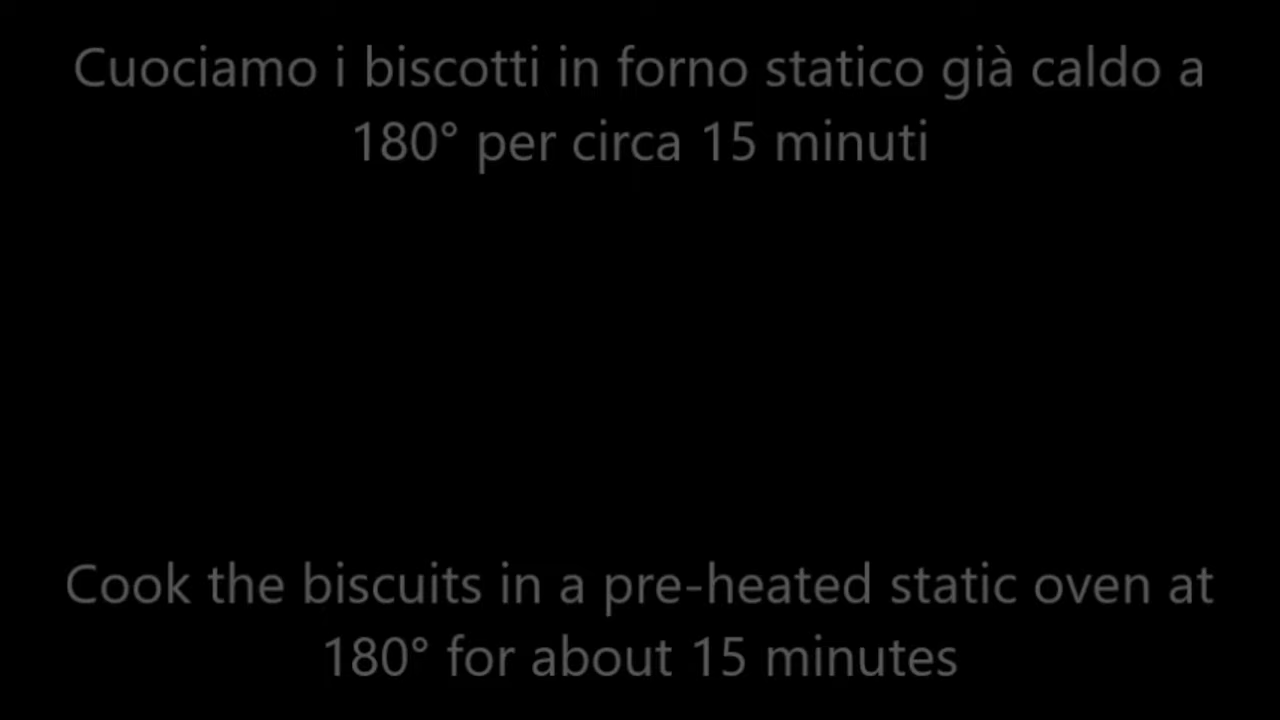 Cuociamo i biscotti in forno statico già caldo a
180° per circa 15 minuti
Cook the biscuits in a pre-heated static oven at
180° for about 15 minutes